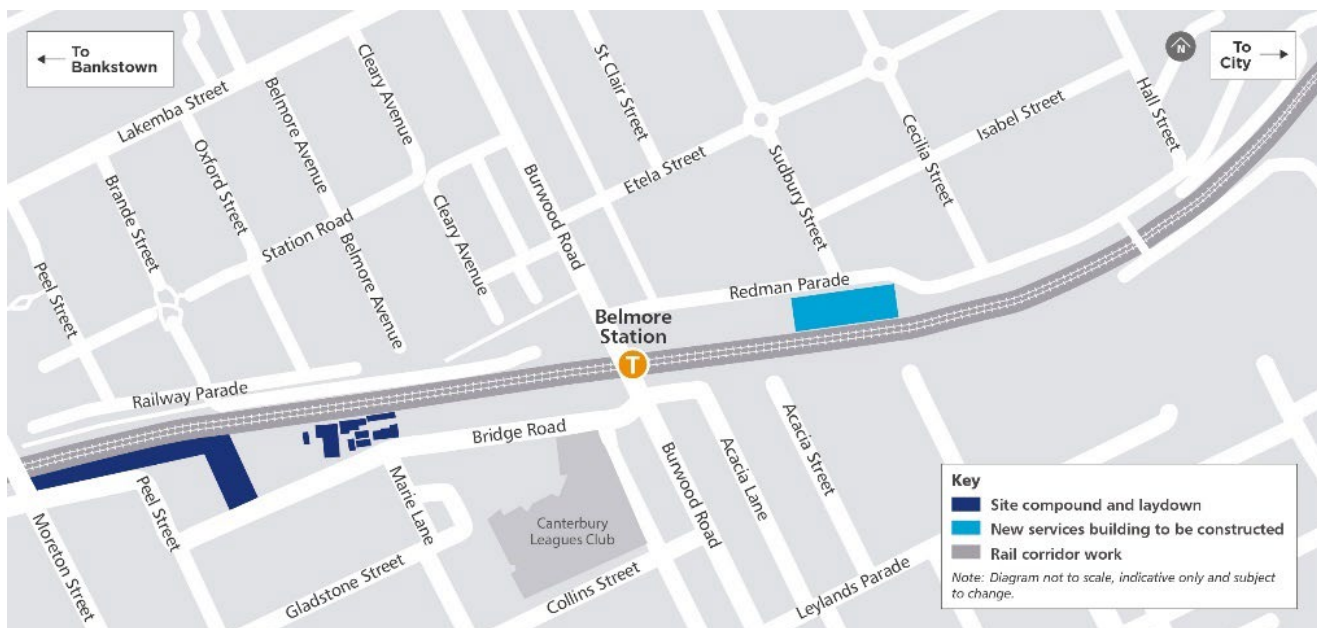 To
Bankstown
Lakemba Street
Cleary Avenue
Belmore Avenue
Oxford Street
Brande Street
Peel Street
Station Road
Belmore Avenue
Cleary Avenue
Burwood Road
St Clair Street
Etela Street
Sudbury Street
Cecilia Street
Isabel Street
Hall Street
N
To
City
Redman Parade
Belmore
Station
T
Railway Parade
Bridge Road
Peel Street
Moreton Street
Marie Lane
Gladstone Street
Canterbury
Leagues Club
Collins Street
Burwood Road
Acacia Lane
Acacia Street
Leylands Parade
Key
Site compound and laydown
New services building to be constructed
Rail corridor work
Note: Diagram not to scale, indicative only and subject
to change.